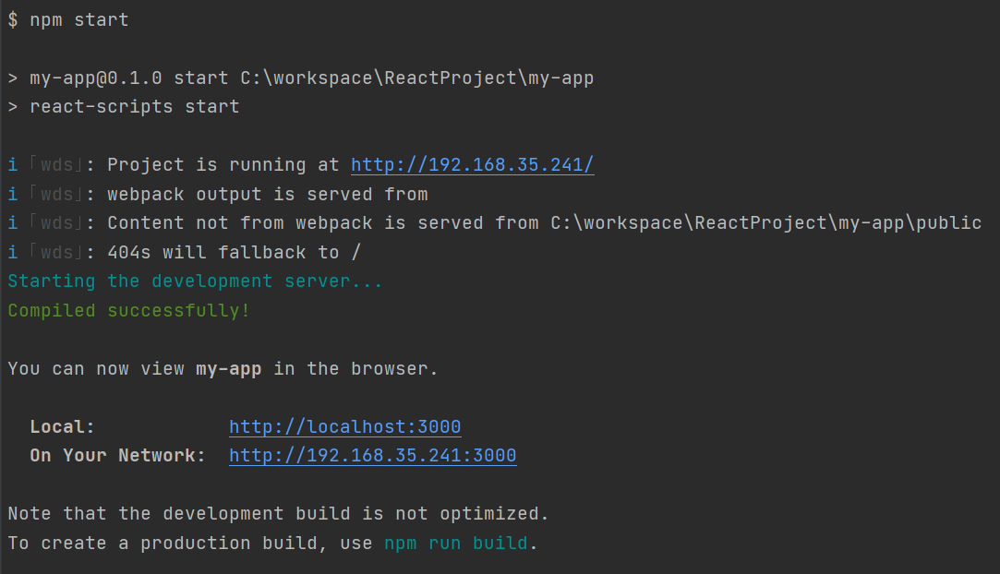 $ npm start
> my-app@0.1.0 start C:\workspace\ReactProject\my-app
> react-scripts start
i ｢wds｣: Project is running at http://192.168.35.241/
i ｢wds｣: webpack output is served from
i ｢wds｣: Content not from webpack is served from C:\workspace\ReactProject\my-app\public
i ｢wds｣: 404s will fallback to /
Starting the development server...
Compiled successfully!
You can now view my-app in the browser.
Local: http://localhost:3000
On Your Network: http://192.168.35.241:3000
Note that the development build is not optimized.
To create a production build, use npm run build.